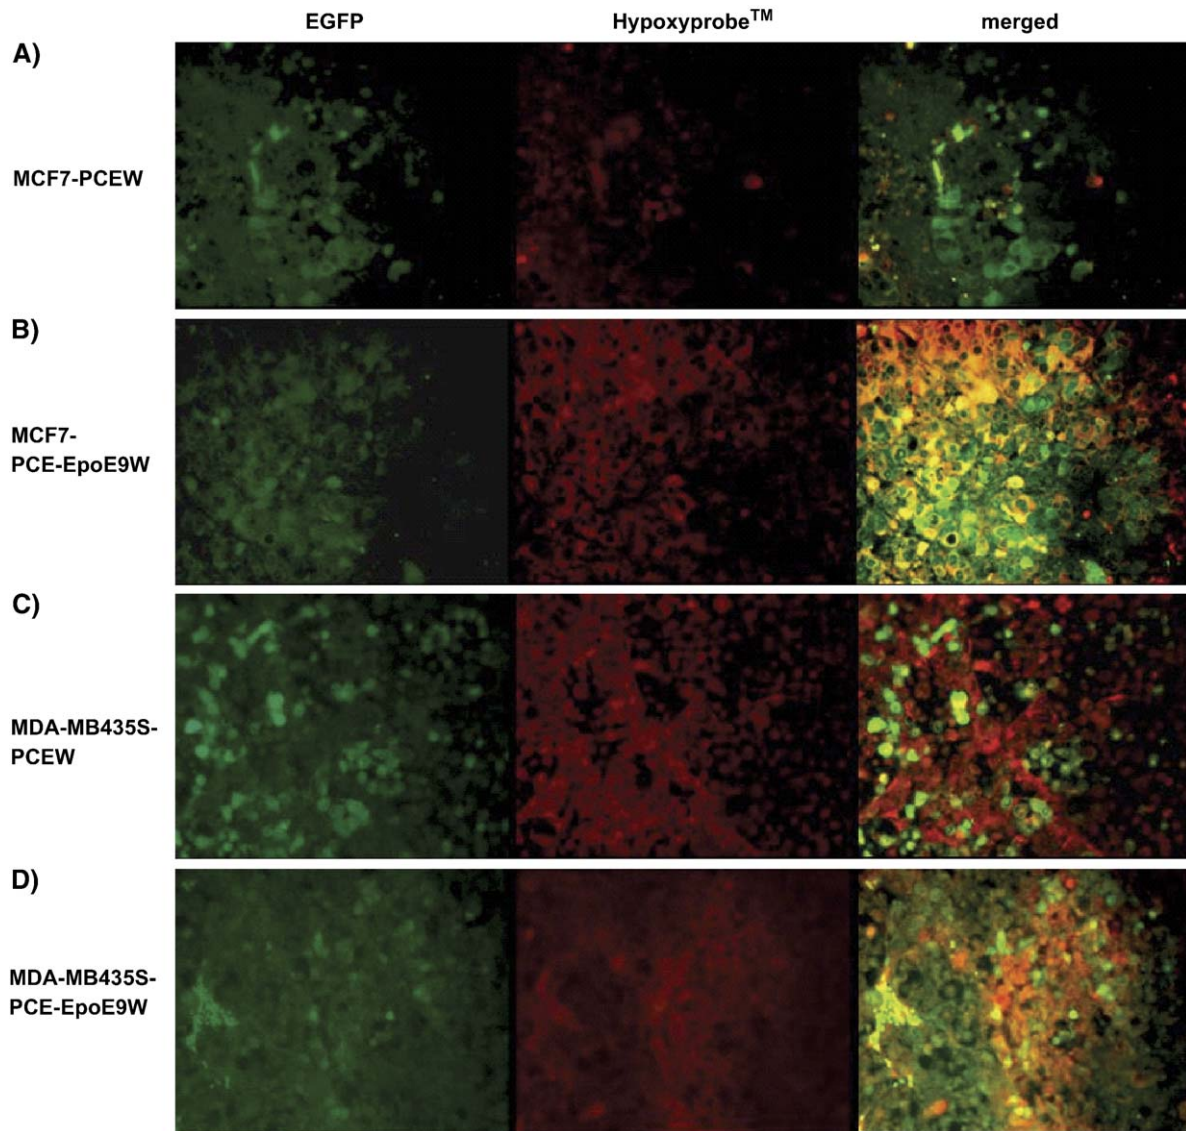 EGFP Hypoxyprobe™ merged
A)
MCF7-PCEW
B)
MCF7-
PCE-EpoE9W
C)
MDA-MB435S-
PCEW
D)
MDA-MB435S-
PCE-EpoE9W